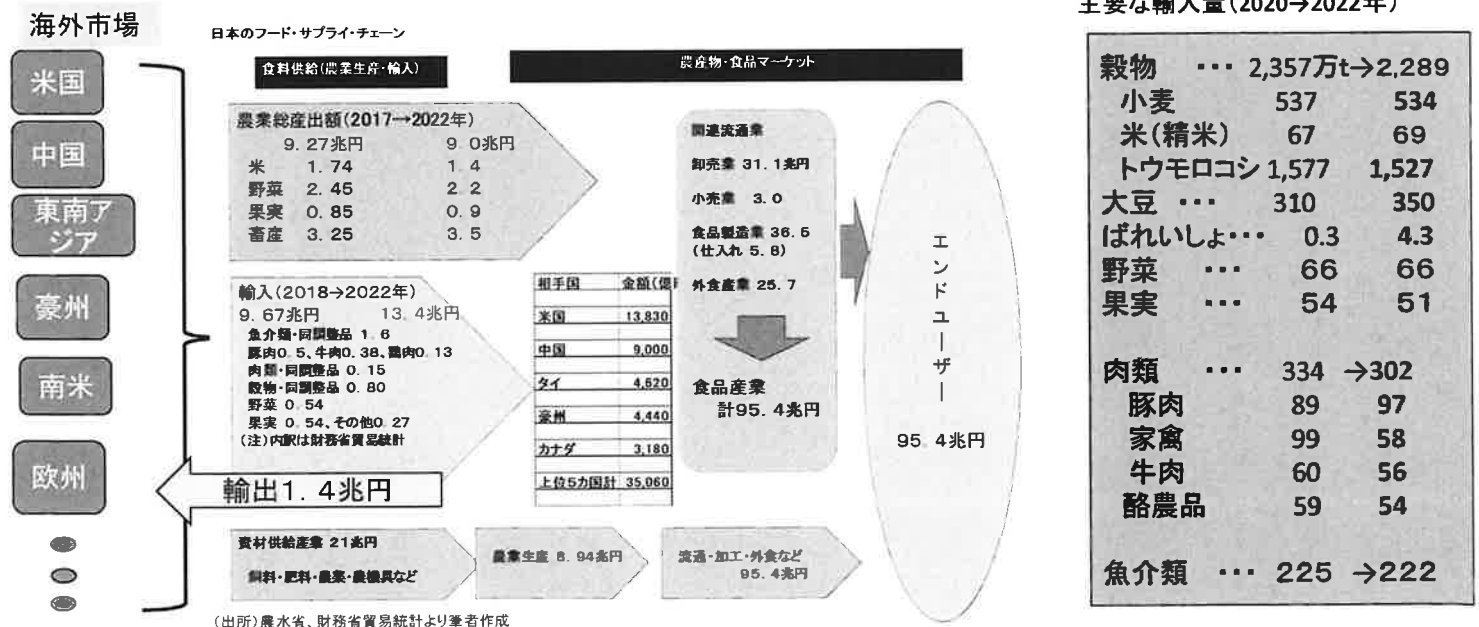 海外市場
米国
中国
東南ア
ジア
豪州
南米
欧州
日本のフード・サプライ・チェーン
食料供給(農業生産・輸入)
農産物・食品マーケット
農業総産出額(2017→2022年)
9.27兆円 9.0兆円
米 1.74 1.4
野菜 2.45 2.2
果実 0.85 0.9
畜産 3.25 3.5
輸入(2018→2022年)
9.67兆円 13.4兆円
魚介類・同調整品 1.6
豚肉0.5、牛肉0.38、鶏肉0.13
肉類・同調整品 0.15
穀物・同調整品 0.80
野菜 0.54
果実 0.54、その他0.27
(注)内訳は財務省貿易統計
輸出1.4兆円
相手国 金額(億
米国 13,830
中国 9,000
タイ 4,620
豪州 4,440
カナダ 3,180
上位5カ国計 35,060
関連流通業
卸売業 31.1兆円
小売業 3.0
食品製造業 36.5
(仕入れ 5.8)
外食産業 25.7
食品産業
計95.4兆円
エンドユーザー
95.4兆円
資材供給産業 21兆円
飼料・肥料・農薬・農機具など
農業生産 8.94兆円
流通・加工・外食など
95.4兆円
(出所)農水省、財務省貿易統計より筆者作成
主要な輸入量(2020→2022年)
穀物 ・・・ 2,357万t→2,289
小麦 537 534
米(精米) 67 69
トウモロコシ 1,577 1,527
大豆 ・・・ 310 350
ばれいしょ・・・ 0.3 4.3
野菜 ・・・ 66 66
果実 ・・・ 54 51
肉類 ・・・ 334 →302
豚肉 89 97
家禽 99 58
牛肉 60 56
酪農品 59 54
魚介類 ・・・ 225 →222